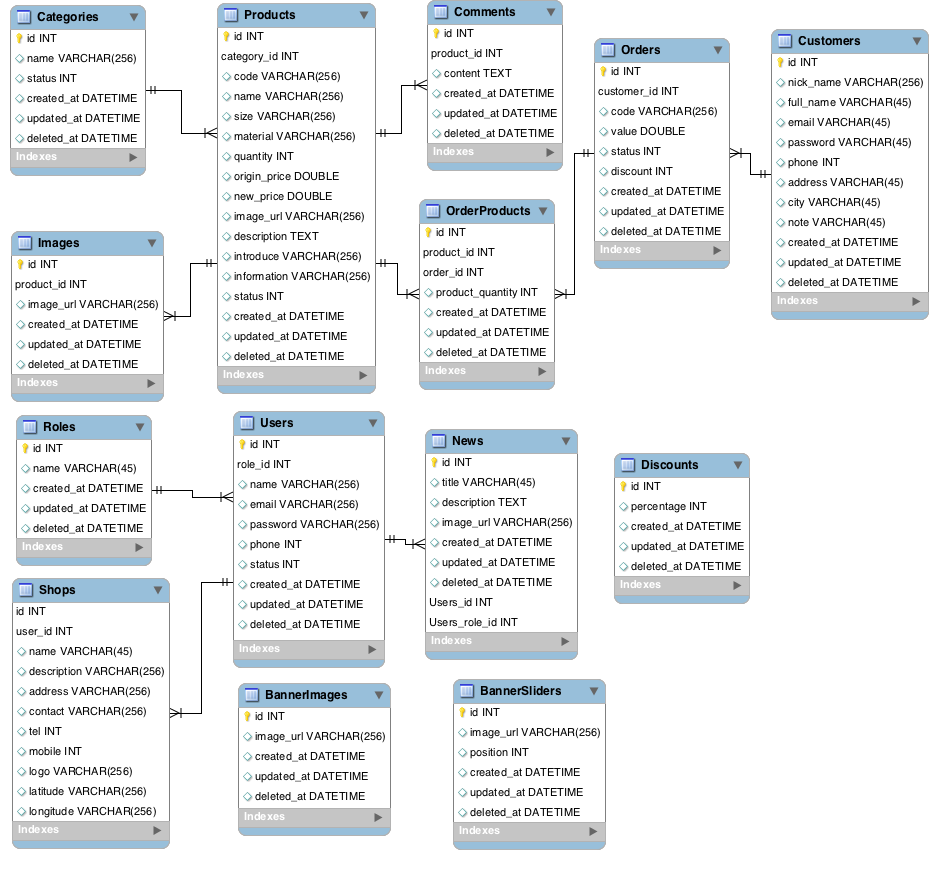 Categories
id INT
name VARCHAR(256)
status INT
created_at DATETIME
updated_at DATETIME
deleted_at DATETIME
Indexes
Products
id INT
category_id INT
code VARCHAR(256)
name VARCHAR(256)
size VARCHAR(256)
material VARCHAR(256)
quantity INT
origin_price DOUBLE
new_price DOUBLE
image_url VARCHAR(256)
description TEXT
introduce VARCHAR(256)
information VARCHAR(256)
status INT
created_at DATETIME
updated_at DATETIME
deleted_at DATETIME
Indexes
Comments
id INT
product_id INT
content TEXT
created_at DATETIME
updated_at DATETIME
deleted_at DATETIME
Indexes
Orders
id INT
customer_id INT
code VARCHAR(256)
value DOUBLE
status INT
discount INT
created_at DATETIME
updated_at DATETIME
deleted_at DATETIME
Indexes
Customers
id INT
nick_name VARCHAR(256)
full_name VARCHAR(45)
email VARCHAR(45)
password VARCHAR(45)
phone INT
address VARCHAR(45)
city VARCHAR(45)
note VARCHAR(45)
created_at DATETIME
updated_at DATETIME
deleted_at DATETIME
Indexes
Images
id INT
product_id INT
image_url VARCHAR(256)
created_at DATETIME
updated_at DATETIME
deleted_at DATETIME
Indexes
OrderProducts
id INT
product_id INT
order_id INT
product_quantity INT
created_at DATETIME
updated_at DATETIME
deleted_at DATETIME
Indexes
Roles
id INT
name VARCHAR(45)
created_at DATETIME
updated_at DATETIME
deleted_at DATETIME
Indexes
Users
id INT
role_id INT
name VARCHAR(256)
email VARCHAR(256)
password VARCHAR(256)
phone INT
status INT
created_at DATETIME
updated_at DATETIME
deleted_at DATETIME
Indexes
News
id INT
title VARCHAR(45)
description TEXT
image_url VARCHAR(256)
created_at DATETIME
updated_at DATETIME
deleted_at DATETIME
Users_id INT
Users_role_id INT
Indexes
Discounts
id INT
percentage INT
created_at DATETIME
updated_at DATETIME
deleted_at DATETIME
Indexes
Shops
id INT
user_id INT
name VARCHAR(45)
description VARCHAR(256)
address VARCHAR(256)
contact VARCHAR(256)
tel INT
mobile INT
logo VARCHAR(256)
latitude VARCHAR(256)
longitude VARCHAR(256)
Indexes
BannerImages
id INT
image_url VARCHAR(256)
created_at DATETIME
updated_at DATETIME
deleted_at DATETIME
Indexes
BannerSliders
id INT
image_url VARCHAR(256)
position INT
created_at DATETIME
updated_at DATETIME
deleted_at DATETIME
Indexes